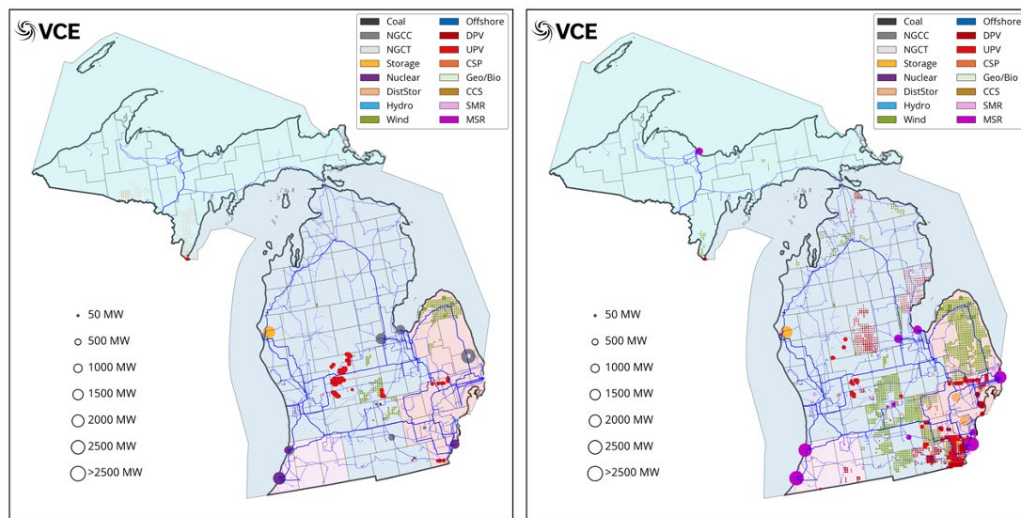 VCE
Coal Offshore
NGCC DPV
NGCT UPV
Storage CSP
Nuclear Geo/Bio
DistStor CCS
Hydro SMR
Wind MSR
50 MW
500 MW
1000 MW
1500 MW
2000 MW
2500 MW
>2500 MW
VCE
Coal Offshore
NGCC DPV
NGCT UPV
Storage CSP
Nuclear Geo/Bio
DistStor CCS
Hydro SMR
Wind MSR
50 MW
500 MW
1000 MW
1500 MW
2000 MW
2500 MW
>2500 MW